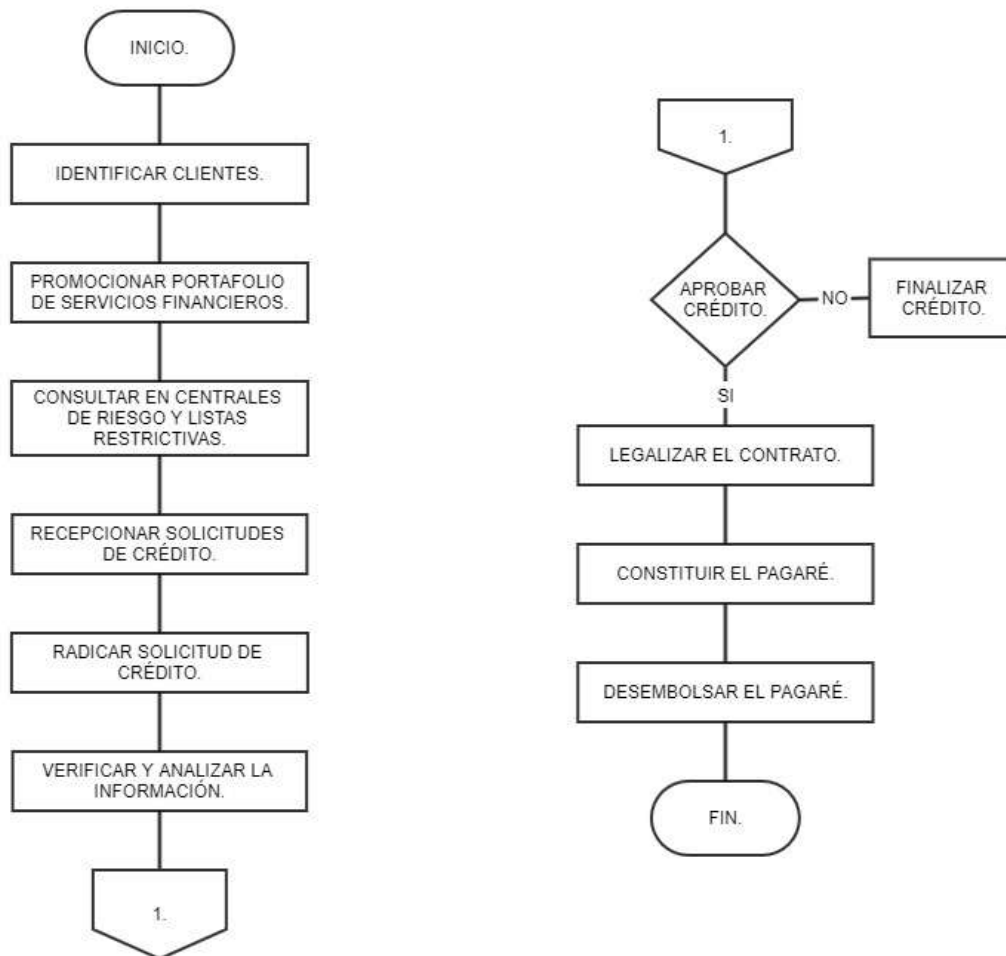 INICIO.
IDENTIFICAR CLIENTES.
PROMOCIONAR PORTAFOLIO
DE SERVICIOS FINANCIEROS.
CONSULTAR EN CENTRALES
DE RIESGO Y LISTAS
RESTRICTIVAS.
RECEPCIONAR SOLICITUDES
DE CRÉDITO.
RADICAR SOLICITUD DE
CRÉDITO.
VERIFICAR Y ANALIZAR LA
INFORMACIÓN.
1.
1.
APROBAR
CRÉDITO.
NO
FINALIZAR
CRÉDITO.
SI
LEGALIZAR EL CONTRATO.
CONSTITUIR EL PAGARÉ.
DESEMBOLSAR EL PAGARÉ.
FIN.